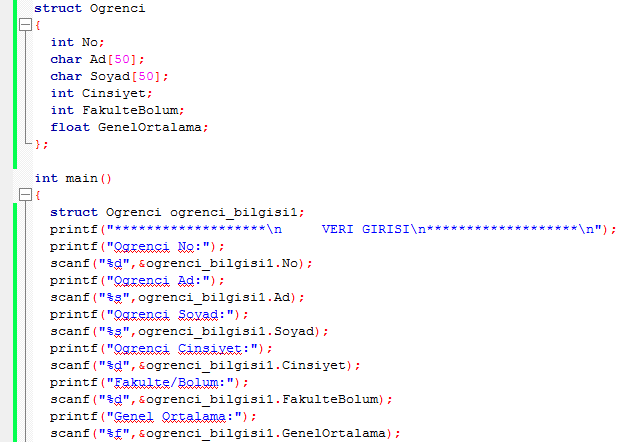 struct Ogrenci
{
int No;
char Ad[50];
char Soyad[50];
int Cinsiyet;
int FakulteBolum;
float GenelOrtalama;
};
int main()
{
struct Ogrenci ogrenci_bilgisi1;
printf("*******************\n     VERI GIRISI\n*******************\n");
printf("Ogrenci No:");
scanf("%d",&ogrenci_bilgisi1.No);
printf("Ogrenci Ad:");
scanf("%s",ogrenci_bilgisi1.Ad);
printf("Ogrenci Soyad:");
scanf("%s",ogrenci_bilgisi1.Soyad);
printf("Ogrenci Cinsiyet:");
scanf("%d",&ogrenci_bilgisi1.Cinsiyet);
printf("Fakulte/Bolum:");
scanf("%d",&ogrenci_bilgisi1.FakulteBolum);
printf("Genel Ortalama:");
scanf("%f",&ogrenci_bilgisi1.GenelOrtalama);